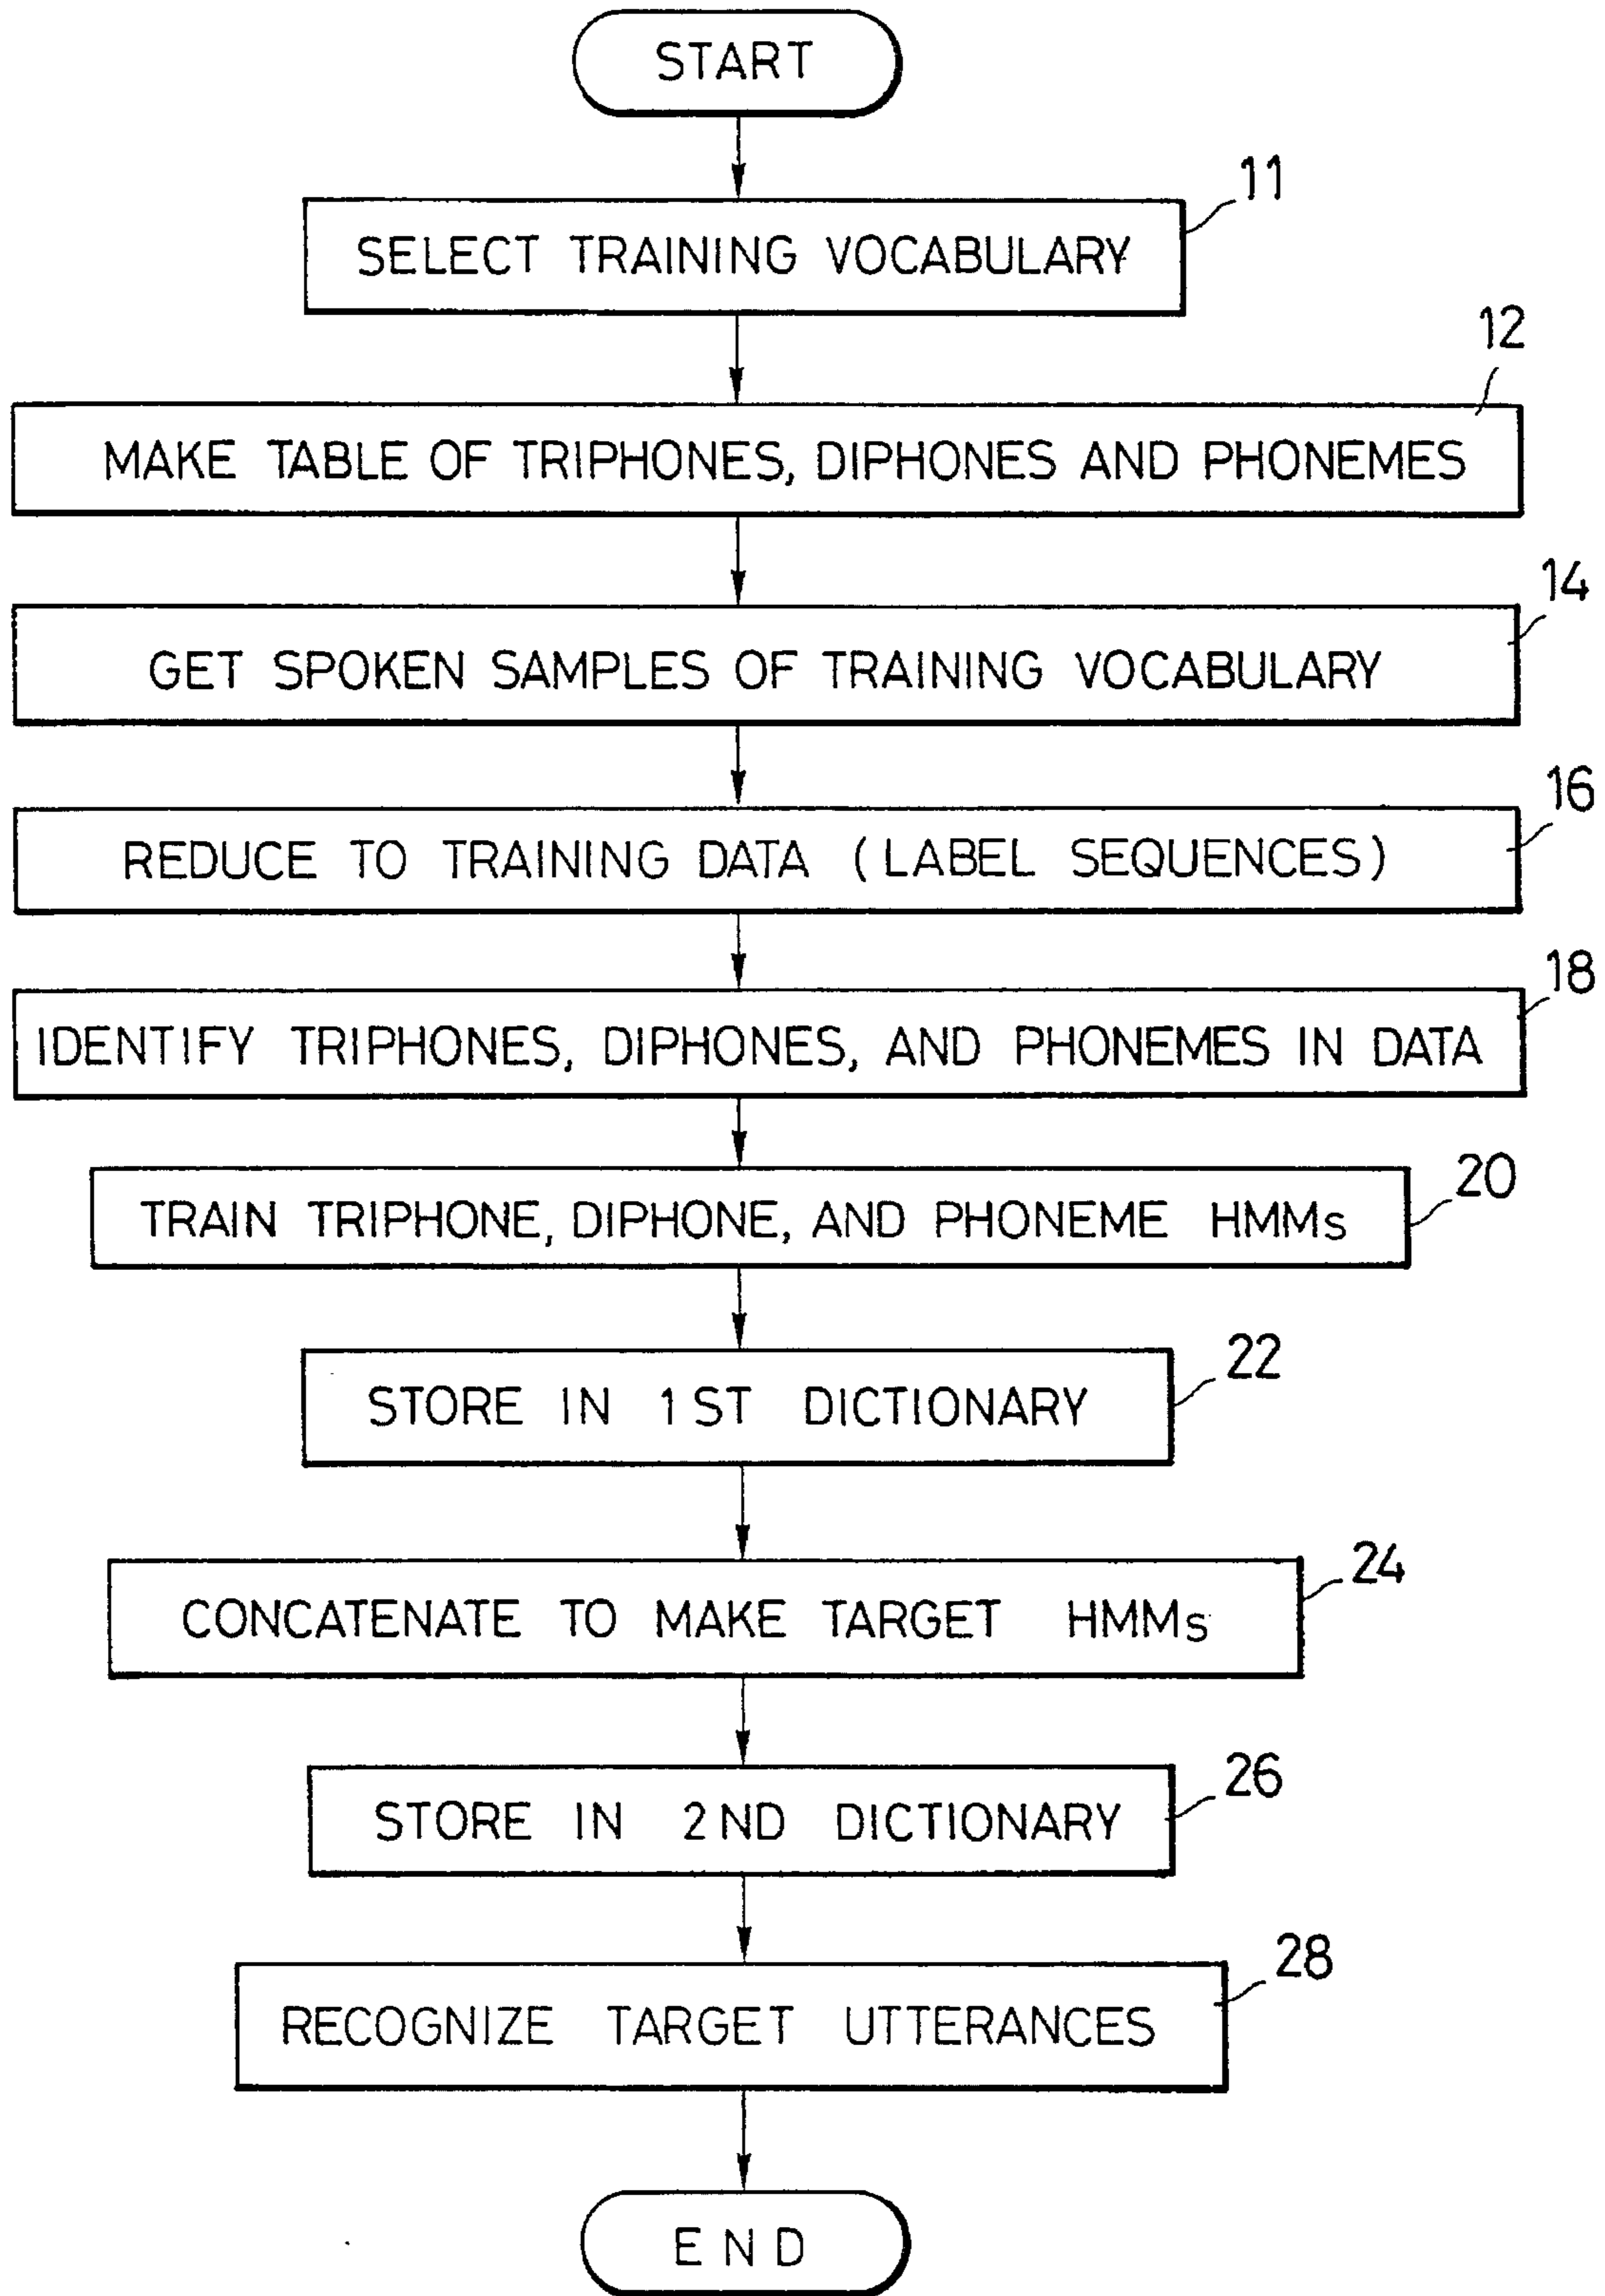 START
11
SELECT TRAINING VOCABULARY
12
MAKE TABLE OF TRIPHONES, DIPHONES AND PHONEMES
14
GET SPOKEN SAMPLES OF TRAINING VOCABULARY
16
REDUCE TO TRAINING DATA (LABEL SEQUENCES)
18
IDENTIFY TRIPHONES, DIPHONES, AND PHONEMES IN DATA
20
TRAIN TRIPHONE, DIPHONE, AND PHONEME HMMs
22
STORE IN 1ST DICTIONARY
24
CONCATENATE TO MAKE TARGET HMMs
26
STORE IN 2ND DICTIONARY
28
RECOGNIZE TARGET UTTERANCES
END